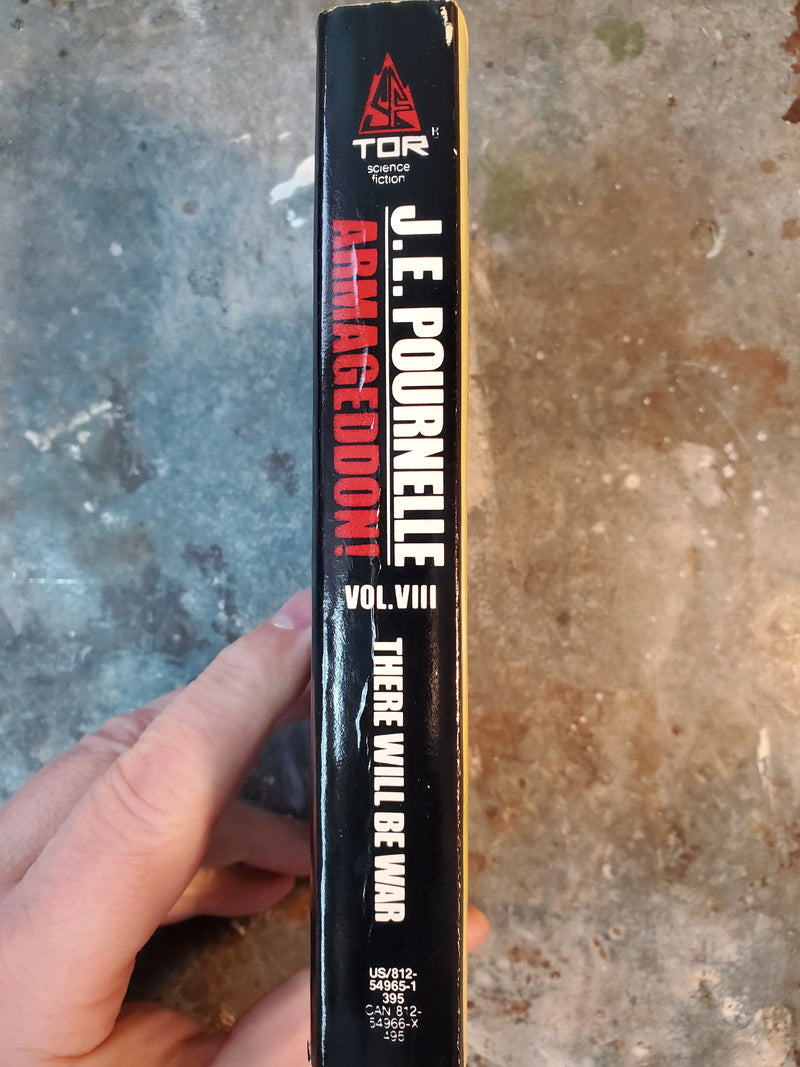 SF
TOR®
science
fiction
J.E. POURNELLE
ARMAGEDDON!
VOL.VIII
THERE WILL BE WAR
US/812-
54965-1
395
CAN 812-
54966-X
495